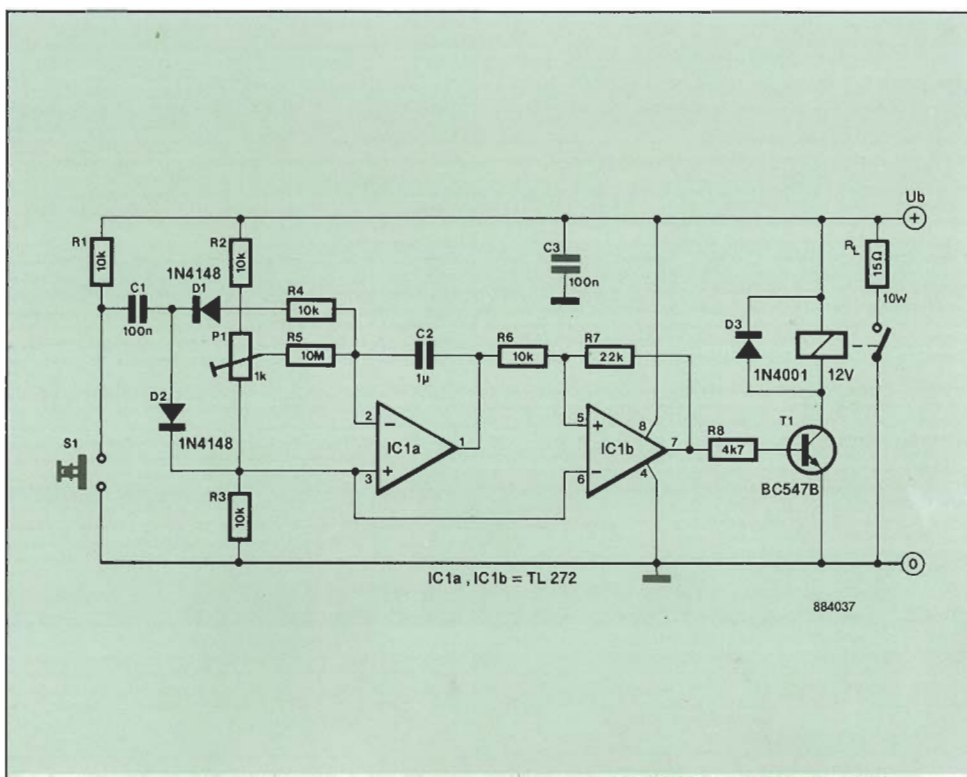 Ub
+
R1
10k
R2
10k
C3
100n
RL
15Ω
10W
1N4148
D1
C1
100n
R4
10k
P1
1k
R5
10M
C2
1µ
R6
10k
R7
22k
D3
1N4001
12V
D2
1N4148
S1
2
−
IC1a
1
+
3
5
+
8
IC1b
7
−
6
4
R8
4k7
T1
BC547B
R3
10k
0
IC1a , IC1b = TL 272
884037